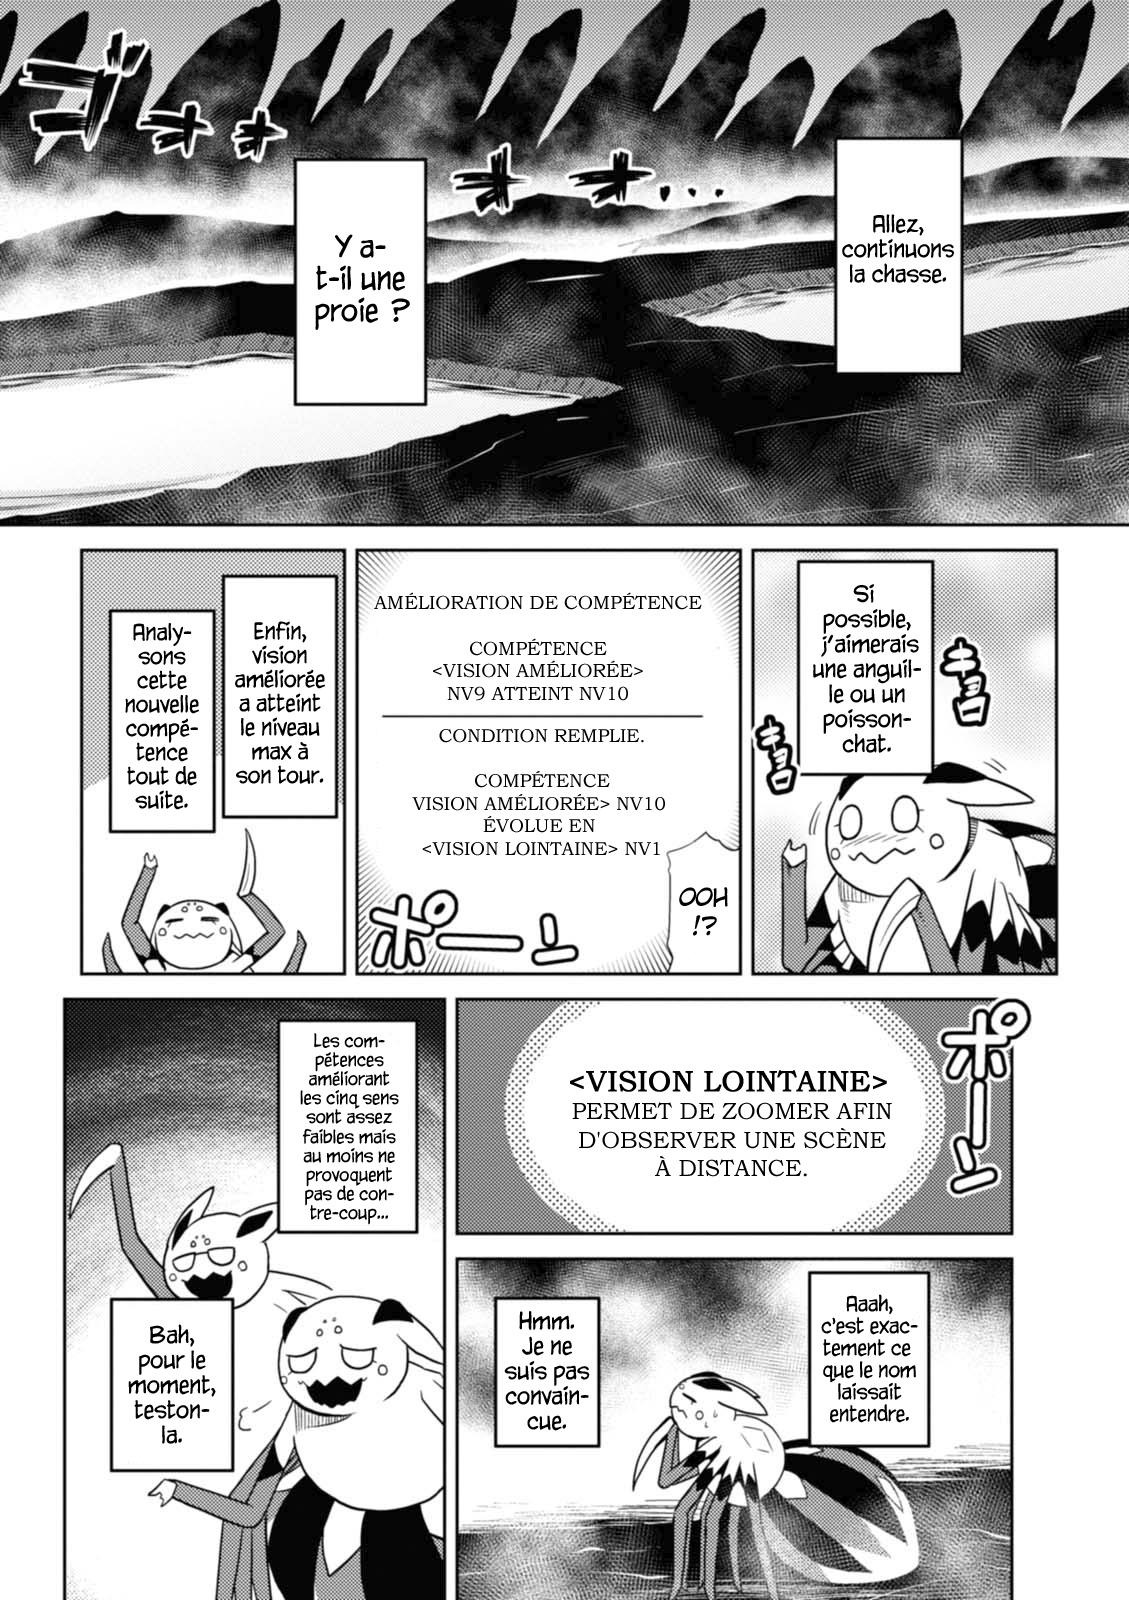 ゴオオ
オオ...
Allez,
continuons
la chasse.
Y a-
t-il une
proie ?
Si
possible,
j'aimerais
une anguil-
le ou un
poisson-
chat.
キョロ
キョロ
AMÉLIORATION DE COMPÉTENCE
COMPÉTENCE
<VISION AMÉLIORÉE>
NV9 ATTEINT NV10
CONDITION REMPLIE.
COMPÉTENCE
VISION AMÉLIORÉE> NV10
ÉVOLUE EN
<VISION LOINTAINE> NV1
OOH
!?
ポーン
Enfin,
vision
améliorée
a atteint
le niveau
max à
son tour.
Analy-
sons
cette
nouvelle
compé-
tence
tout de
suite.
ポーン
<VISION LOINTAINE>
PERMET DE ZOOMER AFIN
D'OBSERVER UNE SCÈNE
À DISTANCE.
Aaah,
c'est exac-
tement ce
que le nom
laissait
entendre.
Hmm.
Je ne
suis pas
convain-
cue.
Les com-
pétences
améliorant
les cinq sens
sont assez
faibles mais
au moins ne
provoquent
pas de con-
tre-coup...
Bah,
pour le
moment,
teston-
la.